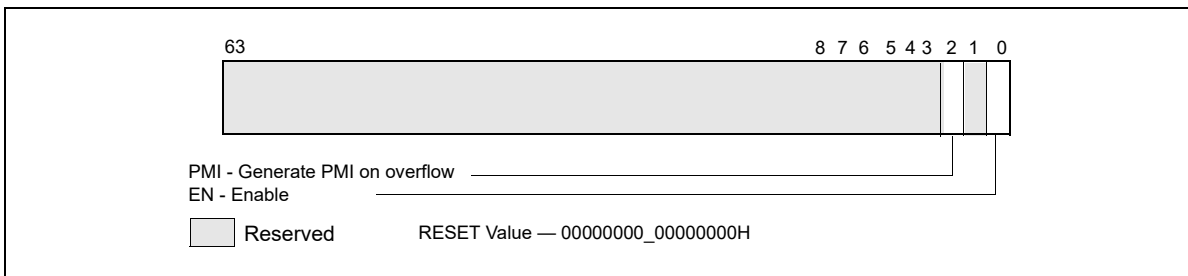 63 8 7 6 5 4 3 2 1 0
PMI - Generate PMI on overflow
EN - Enable
Reserved RESET Value — 00000000_00000000H